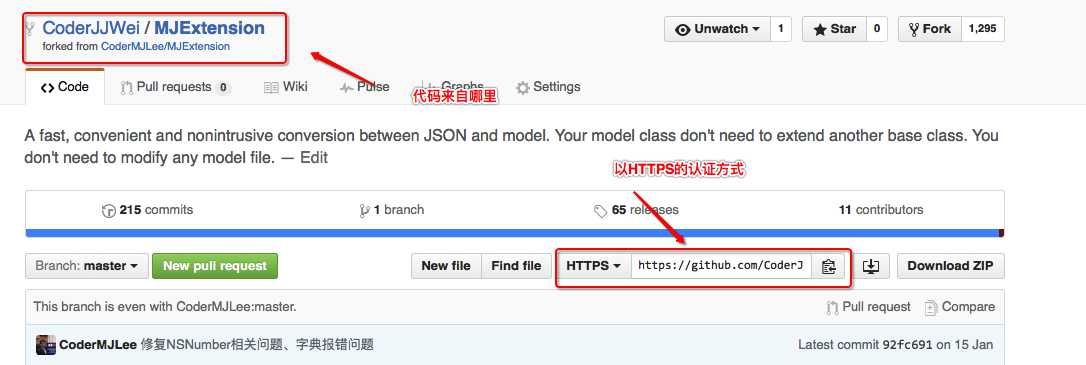 CoderJJWei / MJExtension
forked from CoderMJLee/MJExtension
Unwatch 1 Star 0 Fork 1,295
Code Pull requests 0 Wiki Pulse Graphs Settings
代码来自哪里
A fast, convenient and nonintrusive conversion between JSON and model. Your model class don't need to extend another base class. You
don't need to modify any model file. — Edit
以HTTPS的认证方式
215 commits 1 branch 65 releases 11 contributors
Branch: master New pull request New file Find file HTTPS https://github.com/CoderJ Download ZIP
This branch is even with CoderMJLee:master. Pull request Compare
CoderMJLee 修复NSNumber相关问题、字典报错问题 Latest commit 92fc691 on 15 Jan